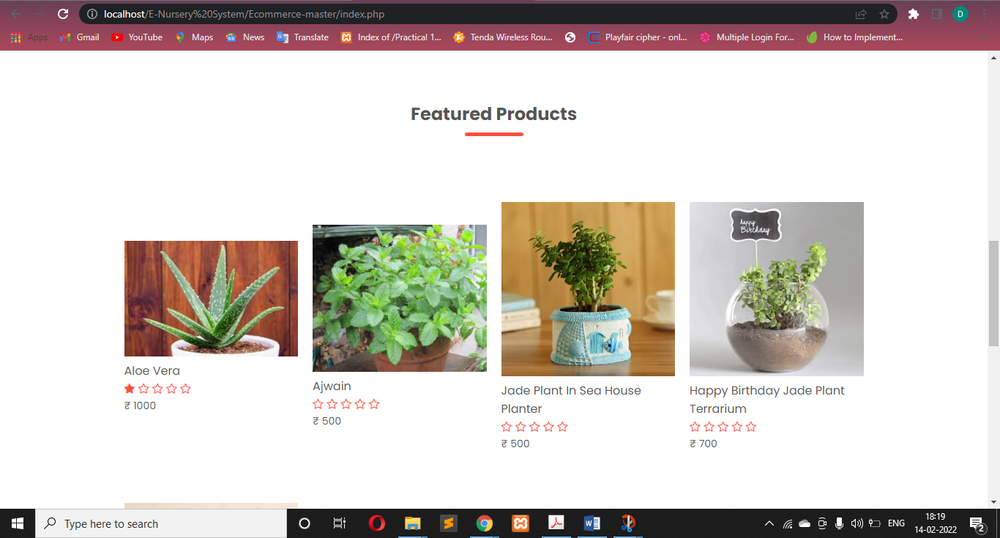 localhost/E-Nursery%20System/Ecommerce-master/index.php
D
Apps Gmail YouTube Maps News Translate Index of /Practical 1... Tenda Wireless Rou... Playfair cipher - onl... Multiple Login For... How to Implement...
Featured Products
happy
Birthday
Aloe Vera
₹ 1000
Ajwain
₹ 500
Jade Plant In Sea House
Planter
₹ 500
Happy Birthday Jade Plant
Terrarium
₹ 700
Type here to search
ENG
18:19
14-02-2022
2